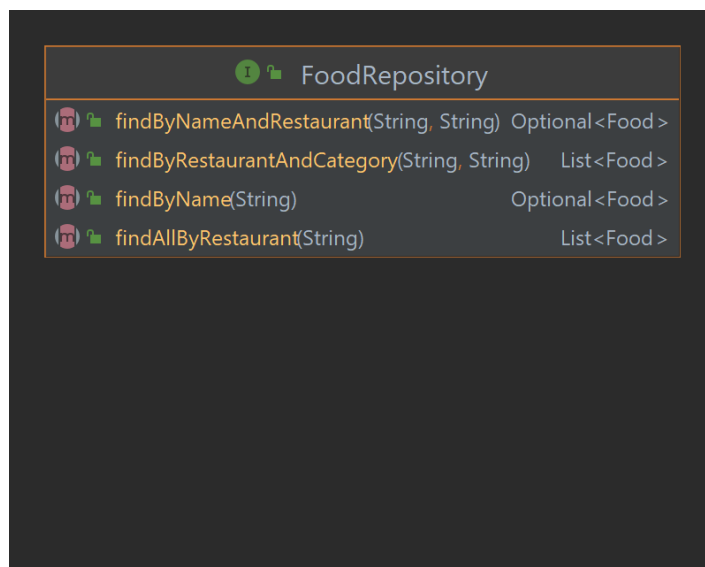 I FoodRepository
m findByNameAndRestaurant(String, String) Optional<Food>
m findByRestaurantAndCategory(String, String) List<Food>
m findByName(String) Optional<Food>
m findAllByRestaurant(String) List<Food>